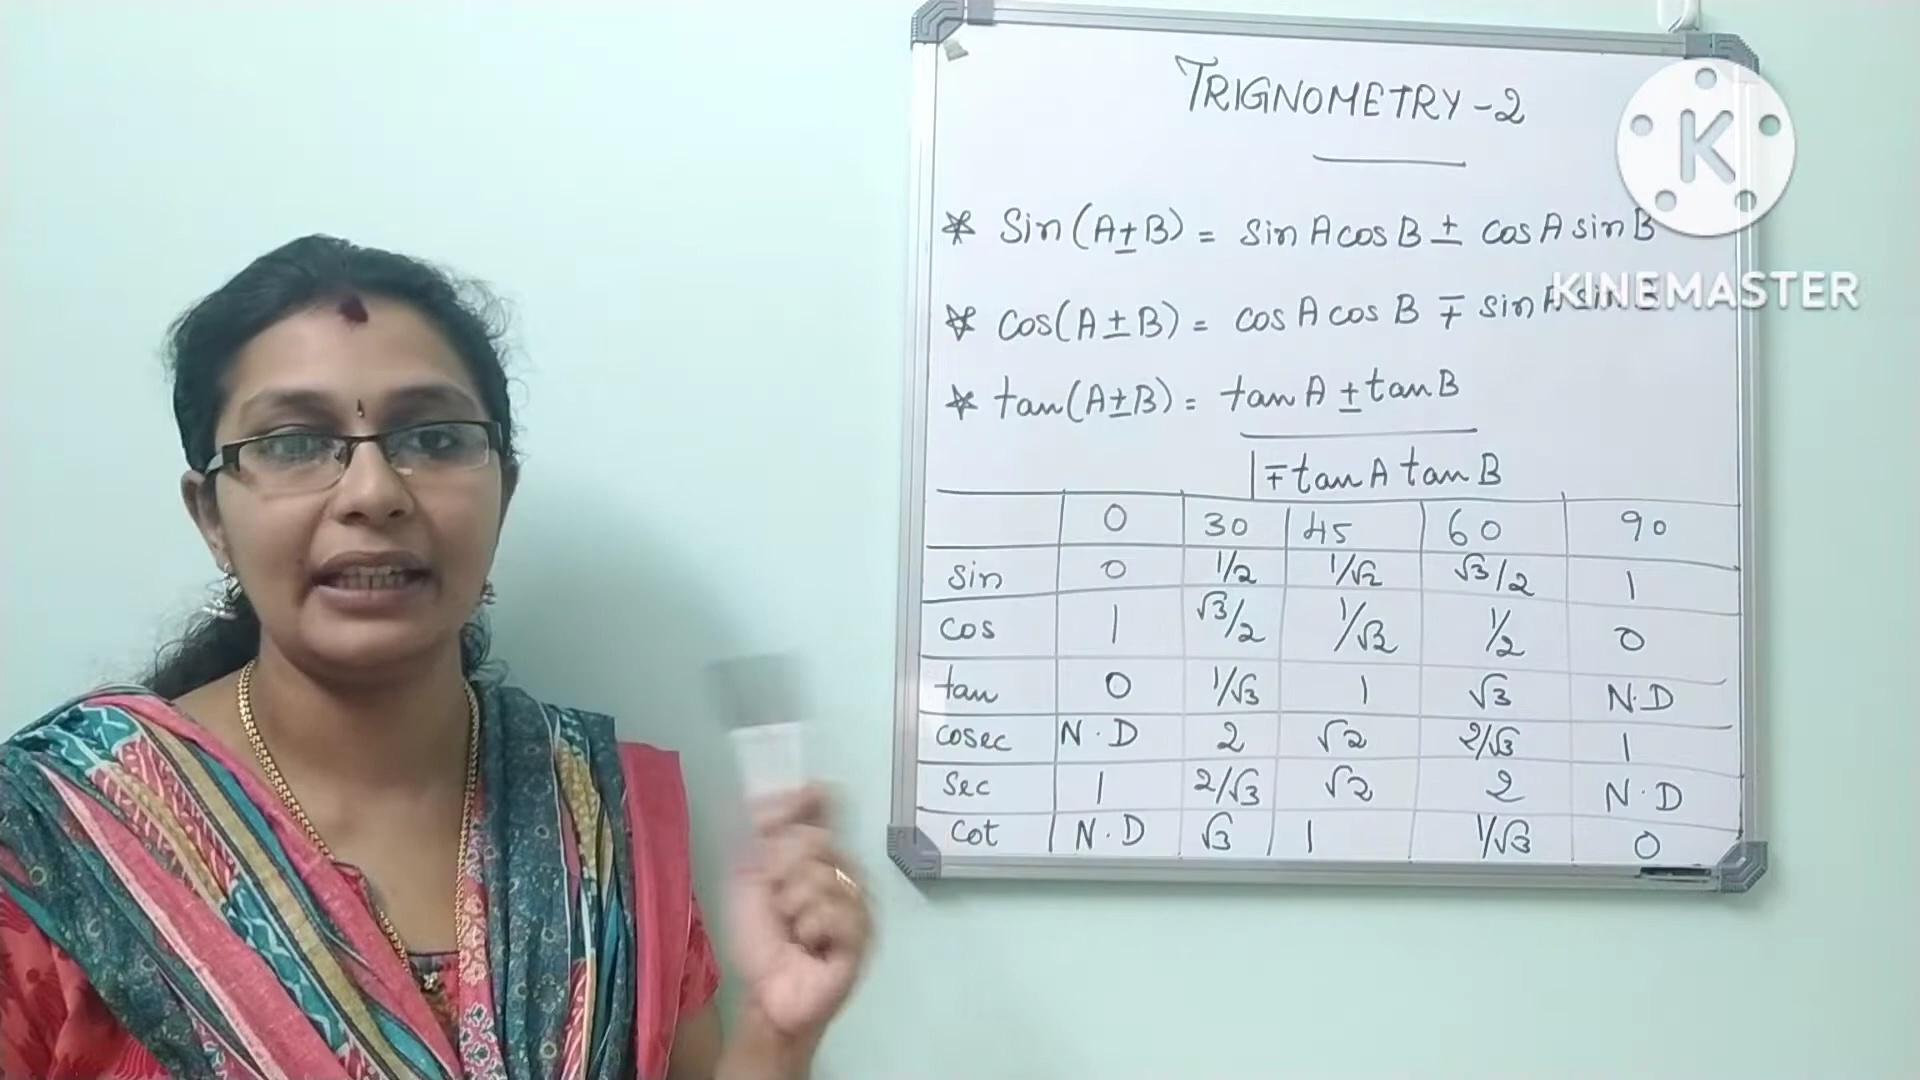 TRIGNOMETRY-2
K
* Sin(A±B) = sin A cos B ± cos A sin B
KINEMASTER
* Cos(A±B) = cos A cos B ∓ sin A sin B
* tan(A±B) = tan A ± tan B
1 ∓ tan A tan B
0 30 45 60 90
sin 0 1/2 1/√2 √3/2 1
cos 1 √3/2 1/√2 1/2 0
tan 0 1/√3 1 √3 N.D
cosec N.D 2 √2 2/√3 1
sec 1 2/√3 √2 2 N.D
cot N.D √3 1 1/√3 0